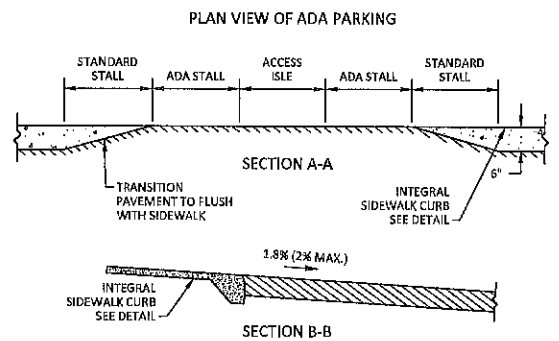 PLAN VIEW OF ADA PARKING
STANDARD
STALL
ADA STALL
ACCESS
ISLE
ADA STALL
STANDARD
STALL
SECTION A-A
TRANSITION
PAVEMENT TO FLUSH
WITH SIDEWALK
INTEGRAL
SIDEWALK CURB
SEE DETAIL
6"
1.8% (2% MAX.)
INTEGRAL
SIDEWALK CURB
SEE DETAIL
SECTION B-B